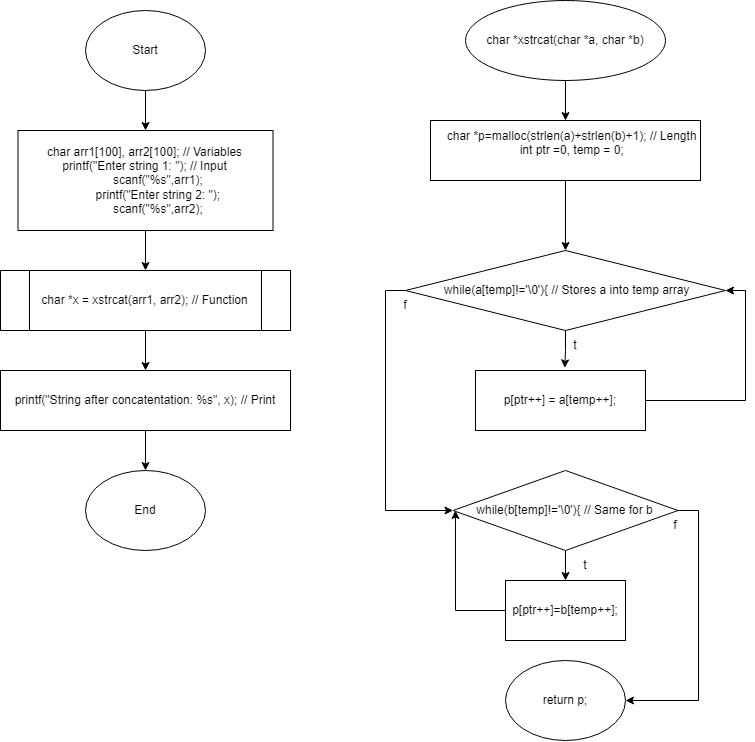 Start
char arr1[100], arr2[100]; // Variables
printf("Enter string 1: "); // Input
scanf("%s",arr1);
printf("Enter string 2: ");
scanf("%s",arr2);
char *x = xstrcat(arr1, arr2); // Function
printf("String after concatentation: %s", x); // Print
End
char *xstrcat(char *a, char *b)
char *p=malloc(strlen(a)+strlen(b)+1); // Length
int ptr =0, temp = 0;
while(a[temp]!='\0'){ // Stores a into temp array
f
t
p[ptr++] = a[temp++];
while(b[temp]!='\0'){ // Same for b
f
t
p[ptr++]=b[temp++];
return p;